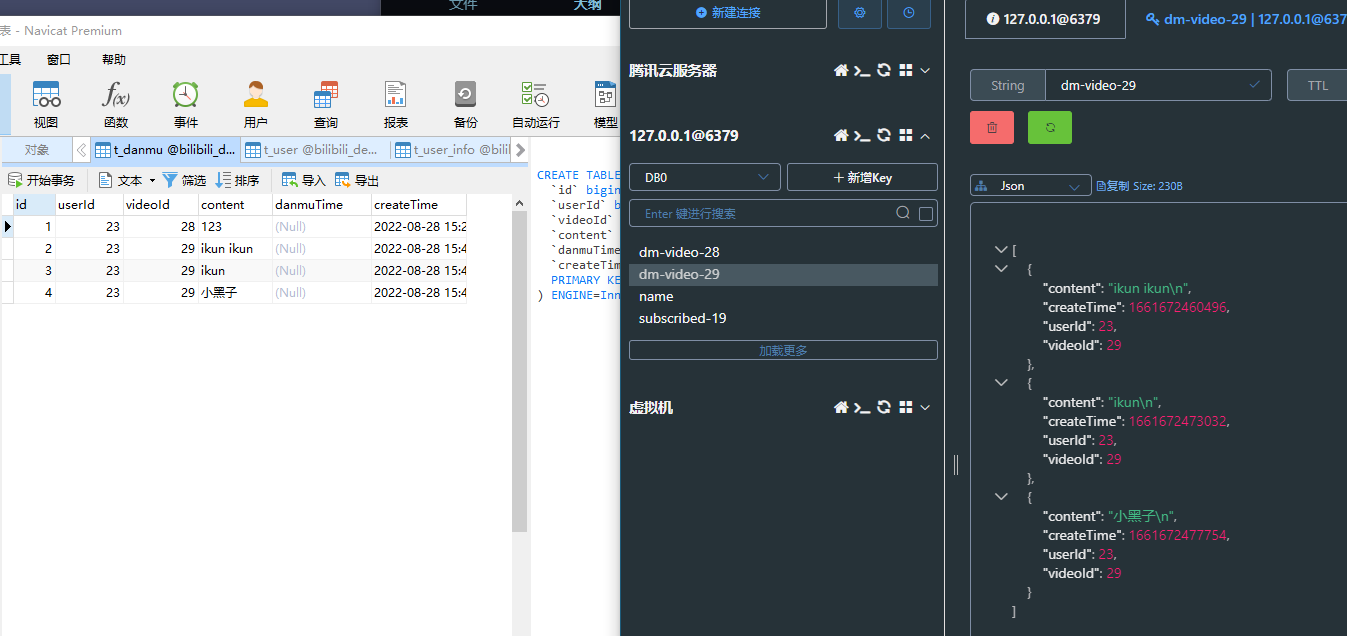 文件
大纲
表 - Navicat Premium
工具 窗口 帮助
视图 函数 事件 用户 查询 报表 备份 自动运行 模型
对象 t_danmu @bilibili_d... t_user @bilibili_de... t_user_info @bili
开始事务 文本 筛选 排序 导入 导出
id userId videoId content danmuTime createTime
1 23 28 123 (Null) 2022-08-28 15:2
2 23 29 ikun ikun (Null) 2022-08-28 15:4
3 23 29 ikun (Null) 2022-08-28 15:4
4 23 29 小黑子 (Null) 2022-08-28 15:4
CREATE TABLE
`id` bigin
`userId` b
`videoId`
`content`
`danmuTime
`createTim
PRIMARY KE
) ENGINE=Inn
新建连接
腾讯云服务器
127.0.0.1@6379
DB0
新增Key
Enter 键进行搜索
dm-video-28
dm-video-29
name
subscribed-19
加载更多
虚拟机
127.0.0.1@6379
dm-video-29 | 127.0.0.1@637
String dm-video-29 TTL
Json 复制 Size: 230B
[
{
"content": "ikun ikun\n",
"createTime": 1661672460496,
"userId": 23,
"videoId": 29
},
{
"content": "ikun\n",
"createTime": 1661672473032,
"userId": 23,
"videoId": 29
},
{
"content": "小黑子\n",
"createTime": 1661672477754,
"userId": 23,
"videoId": 29
}
]